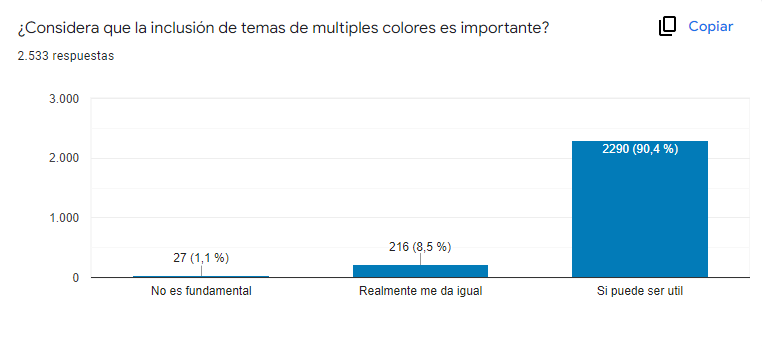 ¿Considera que la inclusión de temas de multiples colores es importante?
Copiar
2.533 respuestas
3.000
2.000
1.000
0
27 (1,1 %)
216 (8,5 %)
2290 (90,4 %)
No es fundamental
Realmente me da igual
Si puede ser util